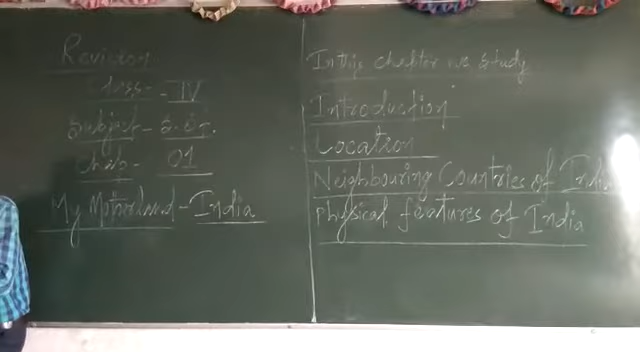 Revision
Class - IV
Subject - S.St.
Chab - 01
My Motherland - India
In this chapter we study
Introduction
Location
Neighbouring Countries of India
Physical features of India